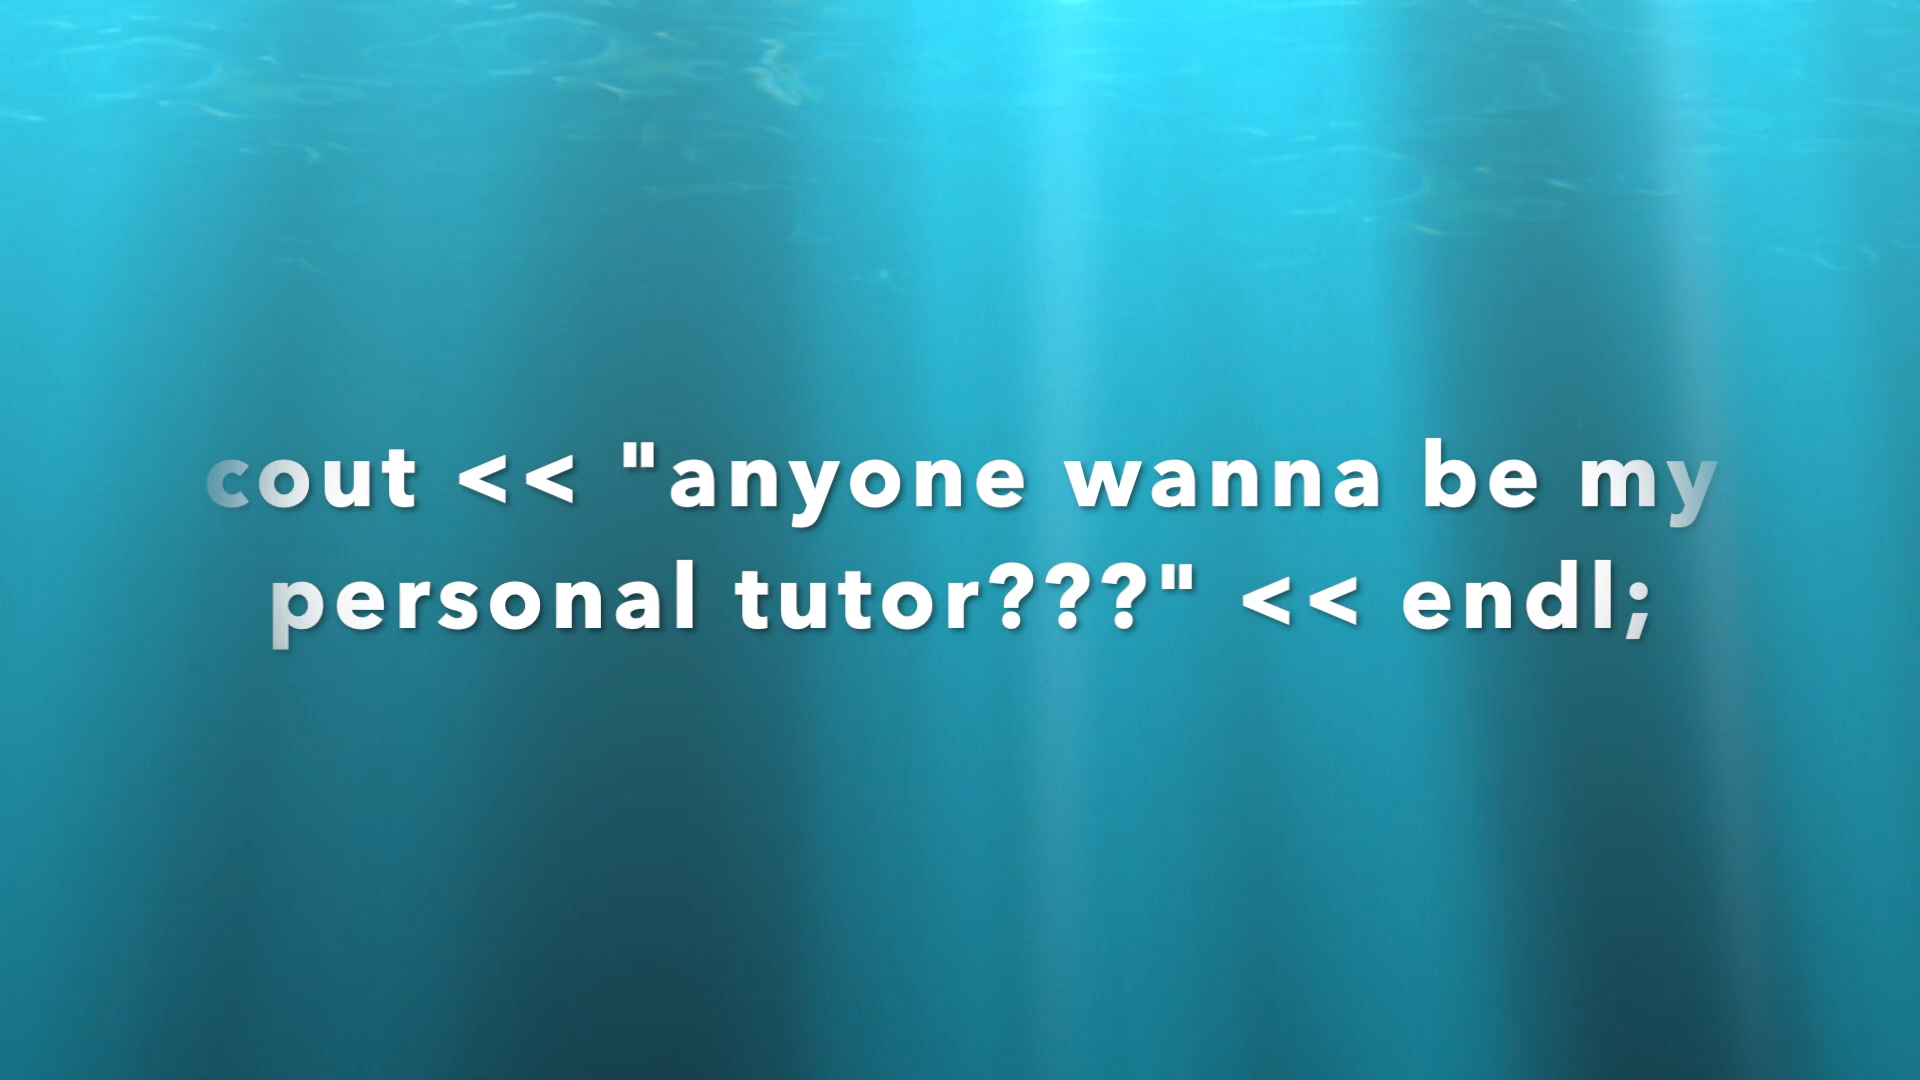 cout << "anyone wanna be my
personal tutor???" << endl;